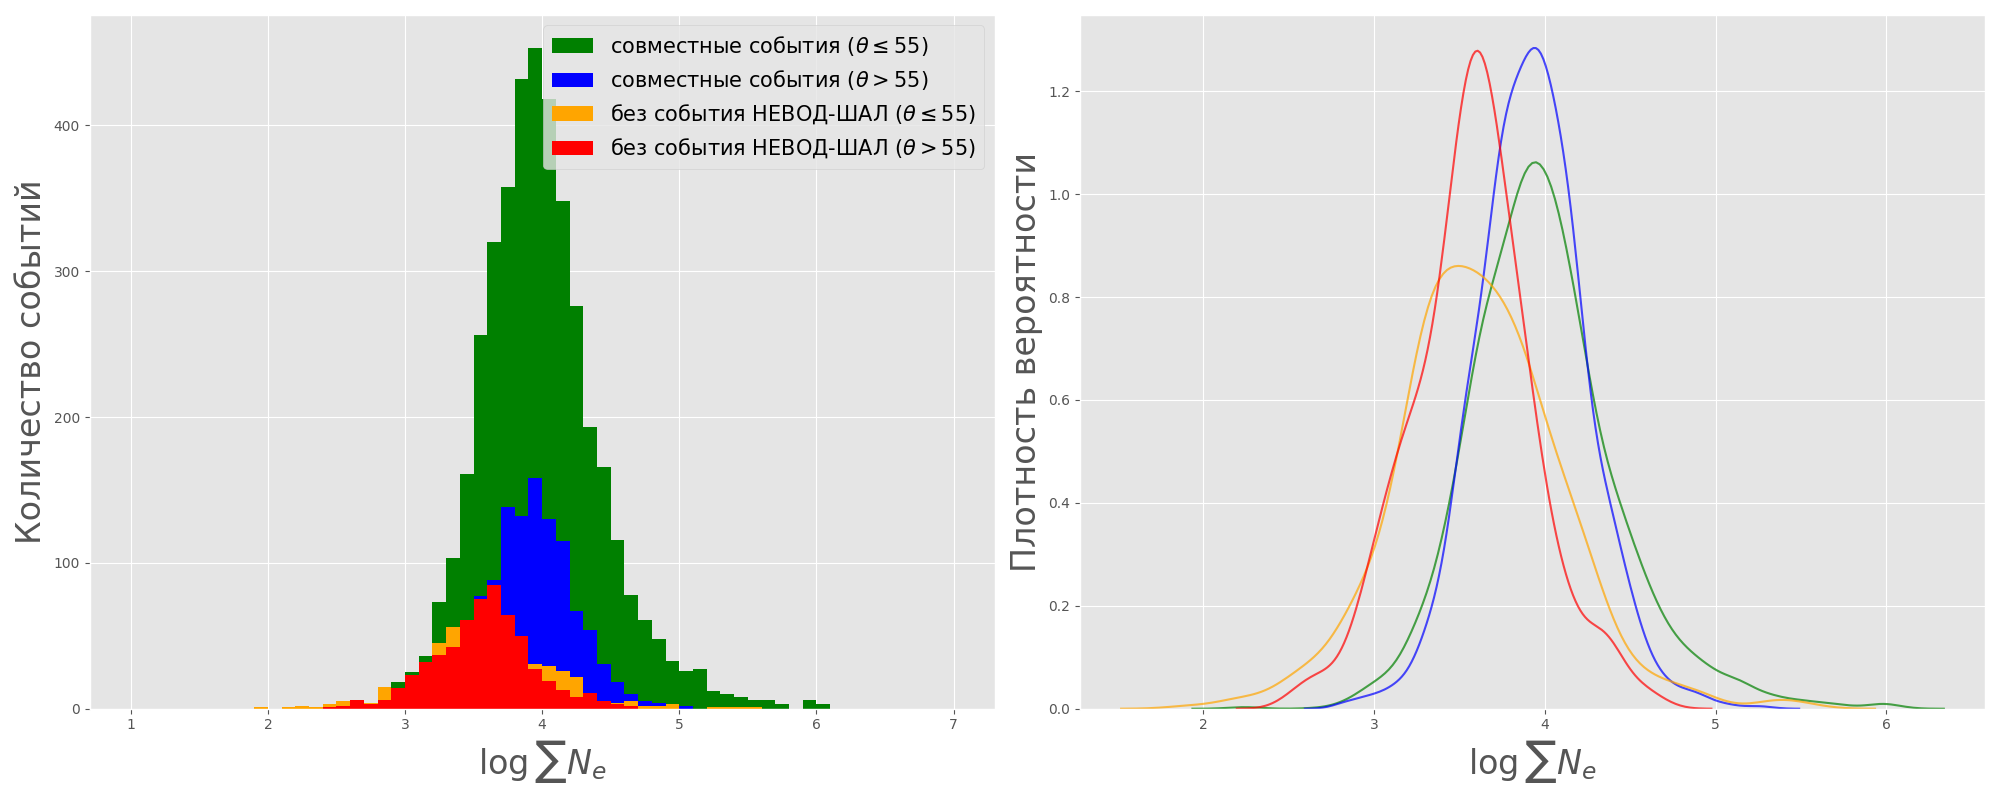 совместные события (θ ≤ 55)
совместные события (θ > 55)
без события НЕВОД-ШАЛ (θ ≤ 55)
без события НЕВОД-ШАЛ (θ > 55)
Количество событий
400
300
200
100
0
1 2 3 4 5 6 7
log ∑ N_e
Плотность вероятности
1.2
1.0
0.8
0.6
0.4
0.2
0.0
2 3 4 5 6
log ∑ N_e